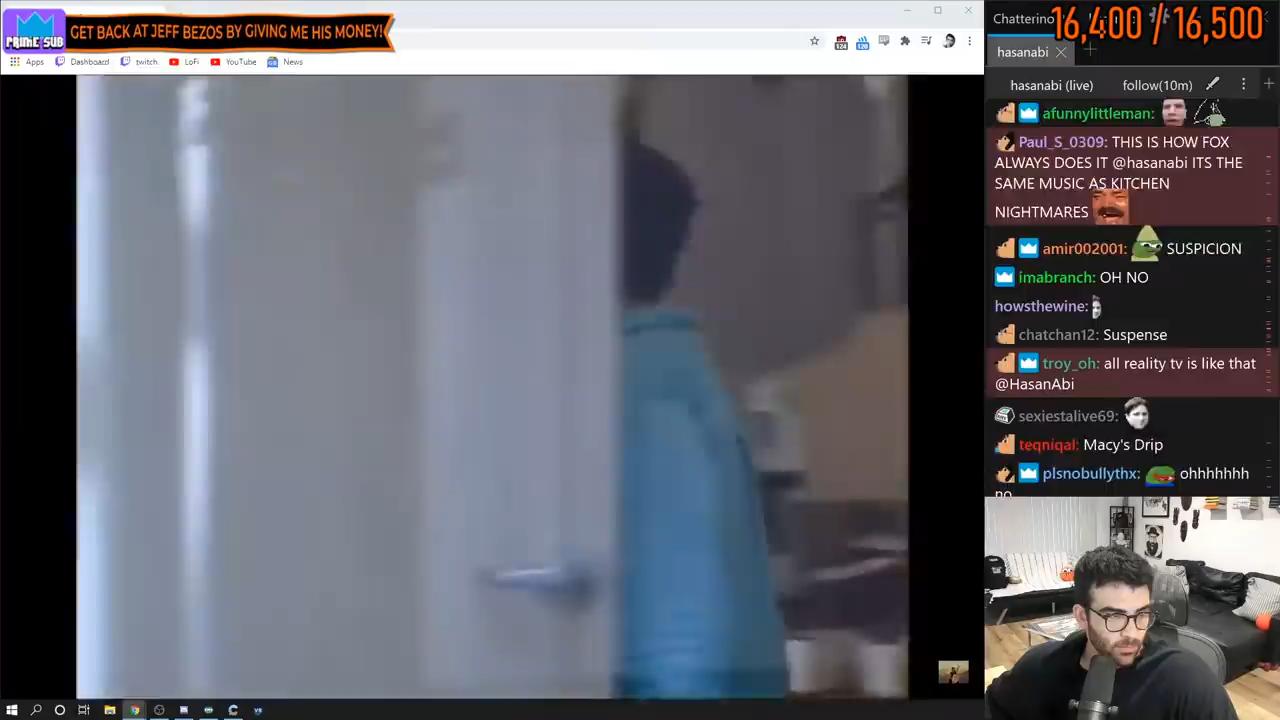 PRIME SUB
GET BACK AT JEFF BEZOS BY GIVING ME HIS MONEY!
Apps
Dashboard
twitch
LoFi
YouTube
News
124
120
Chatterino
16,400 / 16,500
hasanabi
hasanabi (live)
follow(10m)
afunnylittleman:
Paul_S_0309: THIS IS HOW FOX
ALWAYS DOES IT @hasanabi ITS THE
SAME MUSIC AS KITCHEN
NIGHTMARES
amir002001: SUSPICION
imabranch: OH NO
howsthewine:
chatchan12: Suspense
troy_oh: all reality tv is like that
@HasanAbi
sexiestalive69:
teqniqal: Macy's Drip
plsnobullythx: ohhhhhhh
no